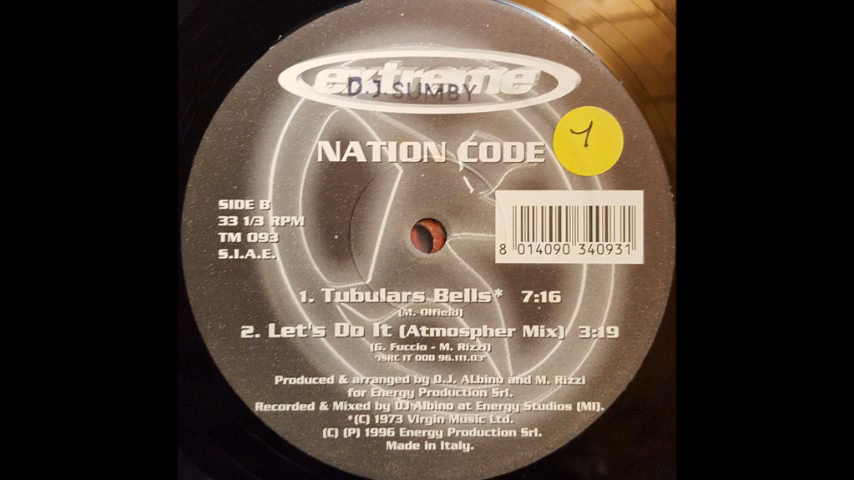 extreme
D.J. SUMBY
NATION CODE
1
SIDE B
33 1/3 RPM
TM 093
S.I.A.E.
8 014090 340931
1. Tubulars Bells* 7:16
(M. Olfield)
2. Let's Do It (Atmospher Mix) 3:19
(G. Fuccio - M. Rizzi)
"ISRC IT 00D 96.111.03"
Produced & arranged by D.J. ALbino and M. Rizzi
for Energy Production Srl.
Recorded & Mixed by DJ Albino at Energy Studios (MI).
*(C) 1973 Virgin Music Ltd.
(C) (P) 1996 Energy Production Srl.
Made in Italy.